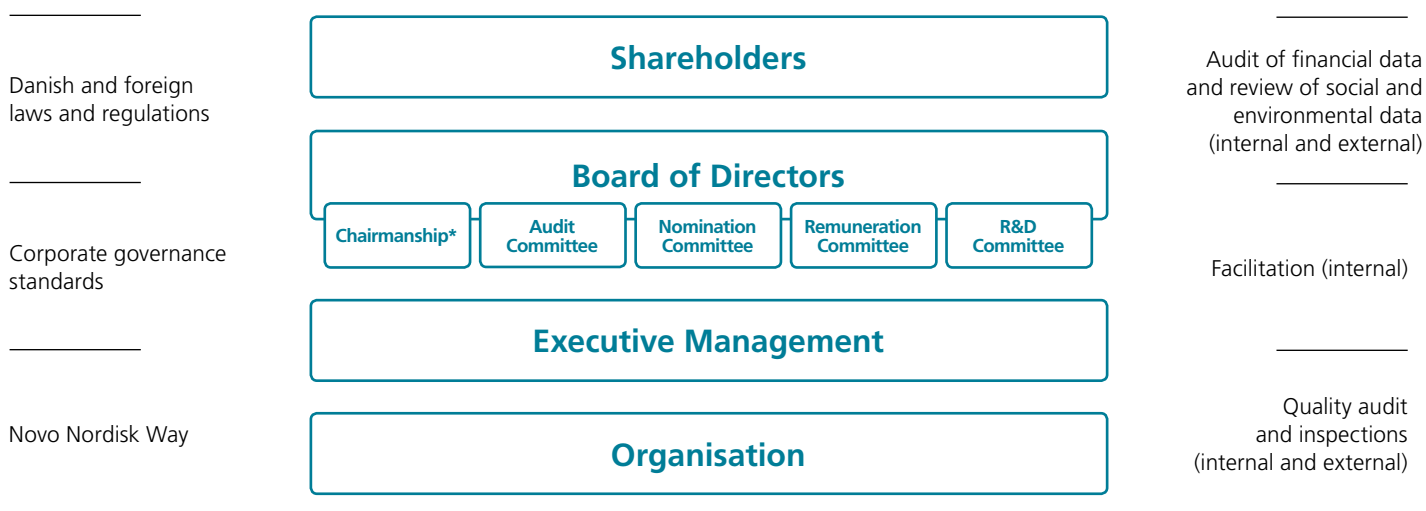 Danish and foreign
laws and regulations
Corporate governance
standards
Novo Nordisk Way
Shareholders
Board of Directors
Chairmanship*
Audit
Committee
Nomination
Committee
Remuneration
Committee
R&D
Committee
Executive Management
Organisation
Audit of financial data
and review of social and
environmental data
(internal and external)
Facilitation (internal)
Quality audit
and inspections
(internal and external)